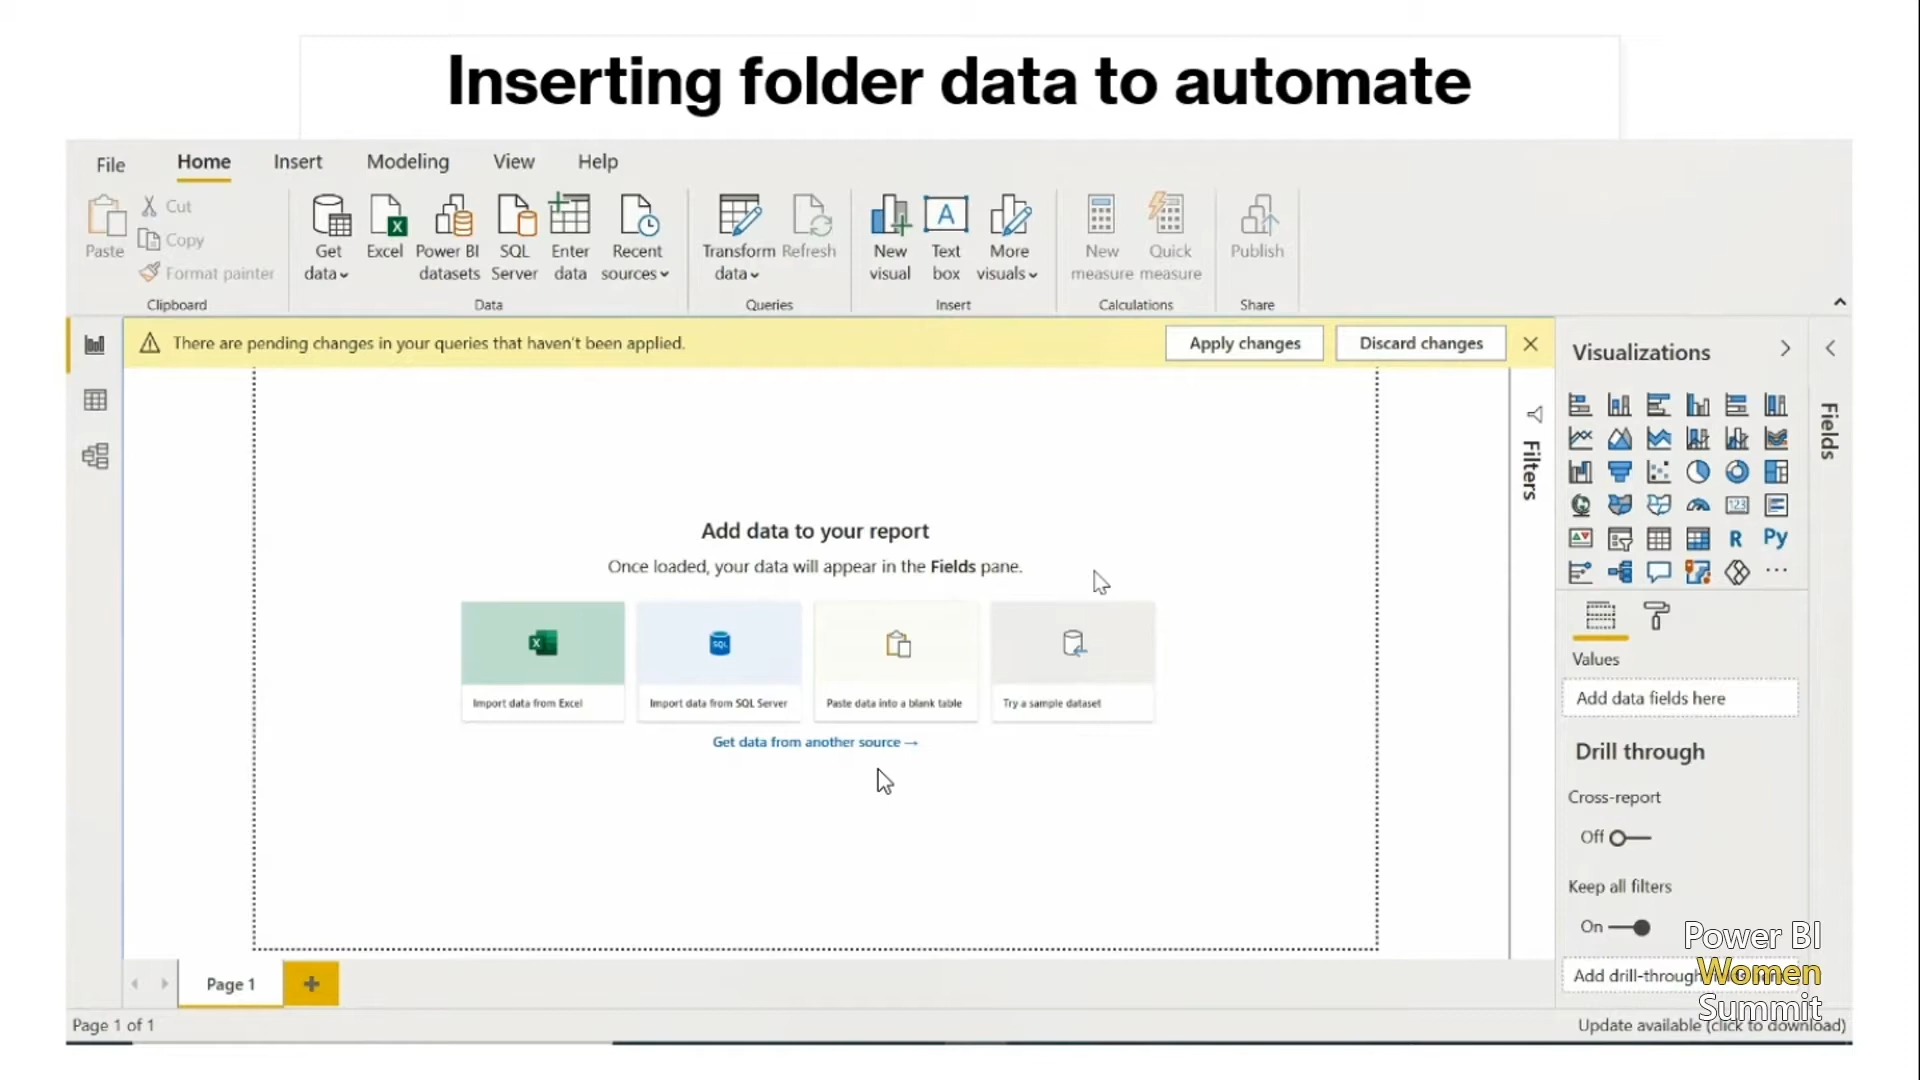 Inserting folder data to automate
File Home Insert Modeling View Help
Paste
Cut
Copy
Format painter
Clipboard
Get data
Excel
Power BI datasets
SQL Server
Enter data
Recent sources
Data
Transform data
Refresh
Queries
New visual
Text box
More visuals
Insert
New measure
Quick measure
Calculations
Publish
Share
There are pending changes in your queries that haven't been applied.
Apply changes
Discard changes
Visualizations
Fields
Filters
123
R
Py
Add data to your report
Once loaded, your data will appear in the Fields pane.
X
SQL
Import data from Excel
Import data from SQL Server
Paste data into a blank table
Try a sample dataset
Get data from another source →
Values
Add data fields here
Drill through
Cross-report
Off
Keep all filters
On
Add drill-through
Power BI
Women
Summit
Page 1
+
Page 1 of 1
Update available (click to download)